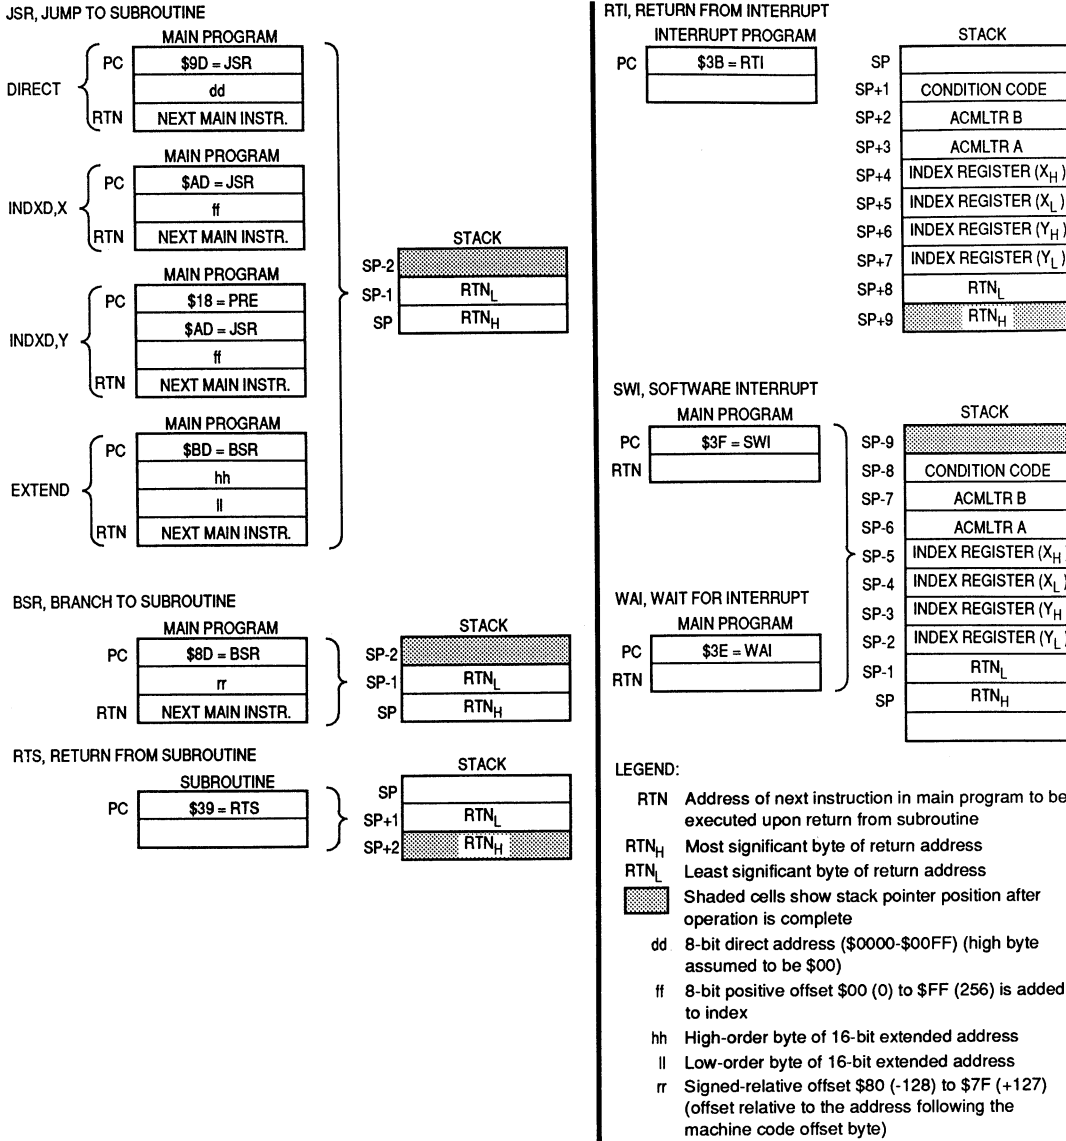 JSR, JUMP TO SUBROUTINE
MAIN PROGRAM
DIRECT
PC $9D = JSR
dd
RTN NEXT MAIN INSTR.
MAIN PROGRAM
INDXD,X
PC $AD = JSR
ff
RTN NEXT MAIN INSTR.
MAIN PROGRAM
INDXD,Y
PC $18 = PRE
$AD = JSR
ff
RTN NEXT MAIN INSTR.
MAIN PROGRAM
EXTEND
PC $BD = BSR
hh
ll
RTN NEXT MAIN INSTR.
STACK
SP-2
SP-1 RTNL
SP RTNH
BSR, BRANCH TO SUBROUTINE
MAIN PROGRAM
PC $8D = BSR
rr
RTN NEXT MAIN INSTR.
STACK
SP-2
SP-1 RTNL
SP RTNH
RTS, RETURN FROM SUBROUTINE
SUBROUTINE
PC $39 = RTS
STACK
SP
SP+1 RTNL
SP+2 RTNH
RTI, RETURN FROM INTERRUPT
INTERRUPT PROGRAM
PC $3B = RTI
STACK
SP
SP+1 CONDITION CODE
SP+2 ACMLTR B
SP+3 ACMLTR A
SP+4 INDEX REGISTER (XH)
SP+5 INDEX REGISTER (XL)
SP+6 INDEX REGISTER (YH)
SP+7 INDEX REGISTER (YL)
SP+8 RTNL
SP+9 RTNH
SWI, SOFTWARE INTERRUPT
MAIN PROGRAM
PC $3F = SWI
RTN
WAI, WAIT FOR INTERRUPT
MAIN PROGRAM
PC $3E = WAI
RTN
STACK
SP-9
SP-8 CONDITION CODE
SP-7 ACMLTR B
SP-6 ACMLTR A
SP-5 INDEX REGISTER (XH)
SP-4 INDEX REGISTER (XL)
SP-3 INDEX REGISTER (YH
SP-2 INDEX REGISTER (YL)
SP-1 RTNL
SP RTNH
LEGEND:
RTN Address of next instruction in main program to be
executed upon return from subroutine
RTNH Most significant byte of return address
RTNL Least significant byte of return address
Shaded cells show stack pointer position after
operation is complete
dd 8-bit direct address ($0000-$00FF) (high byte
assumed to be $00)
ff 8-bit positive offset $00 (0) to $FF (256) is added
to index
hh High-order byte of 16-bit extended address
ll Low-order byte of 16-bit extended address
rr Signed-relative offset $80 (-128) to $7F (+127)
(offset relative to the address following the
machine code offset byte)